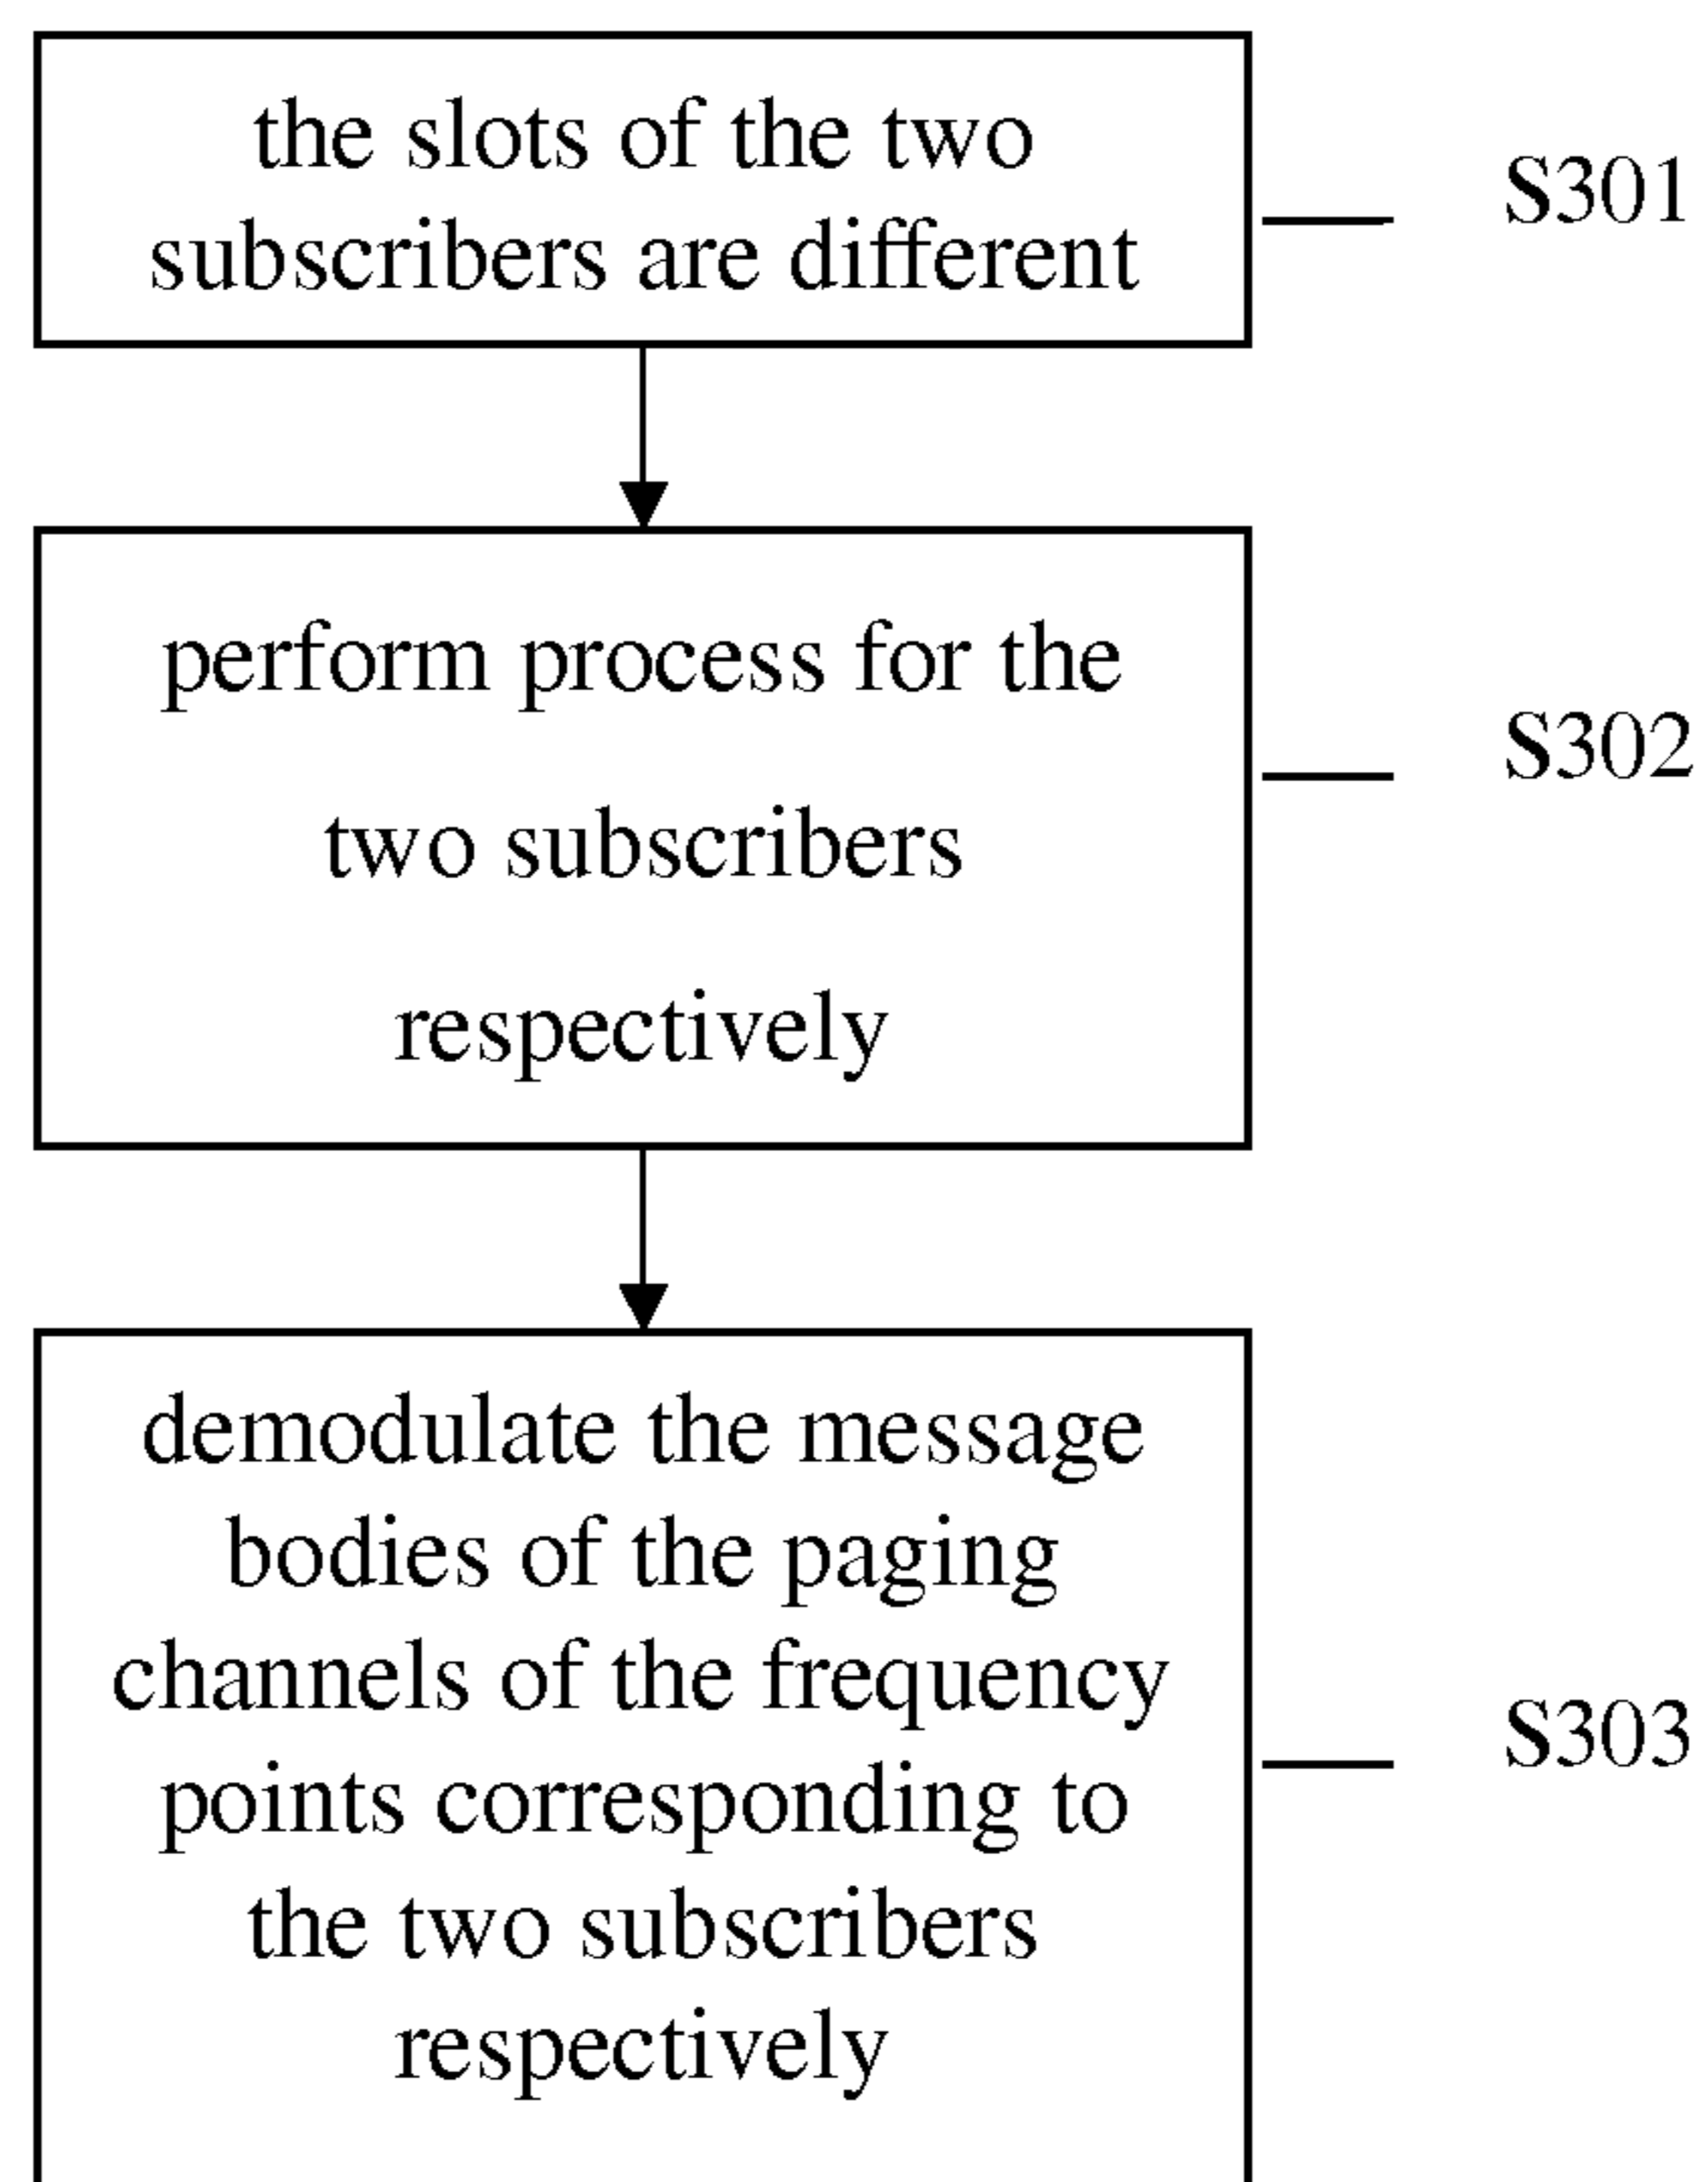 the slots of the two
subscribers are different
S301
perform process for the
two subscribers
respectively
S302
demodulate the message
bodies of the paging
channels of the frequency
points corresponding to
the two subscribers
respectively
S303